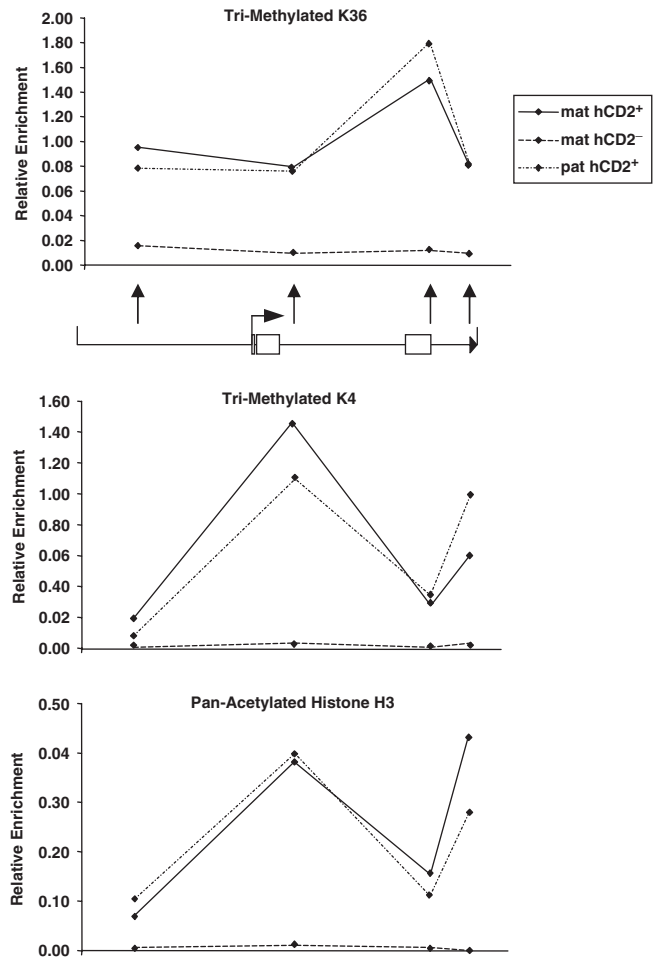 Tri-Methylated K36
2.00
1.80
1.60
1.40
1.20
1.00
0.80
0.06
0.04
0.02
0.00
Relative Enrichment
mat hCD2+
mat hCD2–
pat hCD2+
Tri-Methylated K4
1.60
1.40
1.20
1.00
0.80
0.06
0.40
0.02
0.00
Relative Enrichment
Pan-Acetylated Histone H3
0.50
0.04
0.30
0.20
0.10
0.00
Relative Enrichment